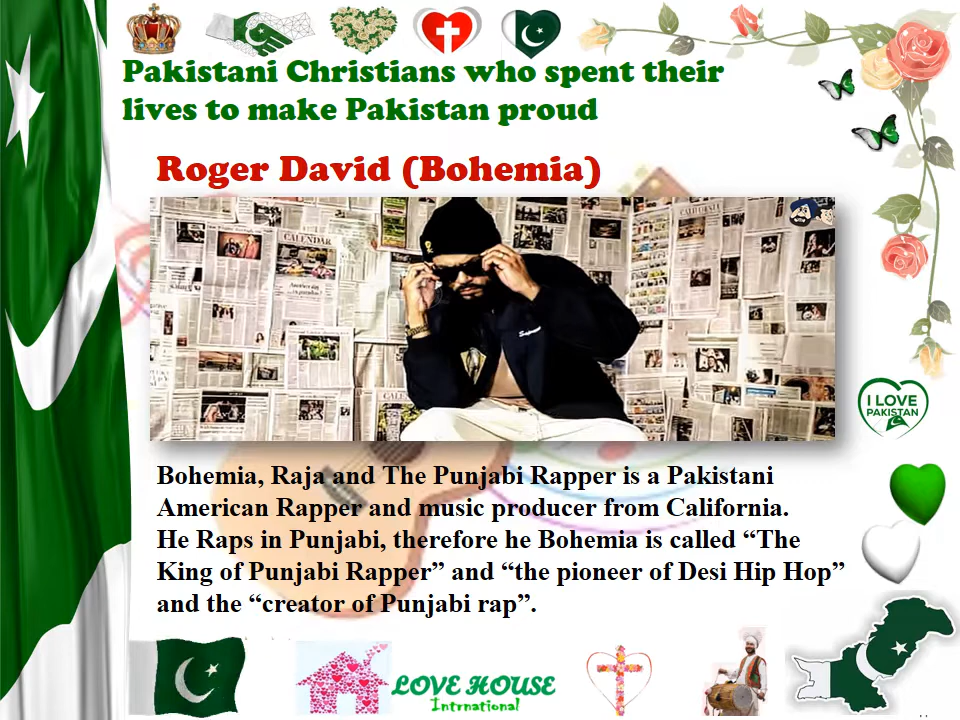 Pakistani Christians who spent their
lives to make Pakistan proud
Roger David (Bohemia)
CALENDAR
CALIFORNIA
I LOVE
PAKISTAN
Bohemia, Raja and The Punjabi Rapper is a Pakistani
American Rapper and music producer from California.
He Raps in Punjabi, therefore he Bohemia is called “The
King of Punjabi Rapper” and “the pioneer of Desi Hip Hop”
and the “creator of Punjabi rap”.
LOVE HOUSE
Intrnational